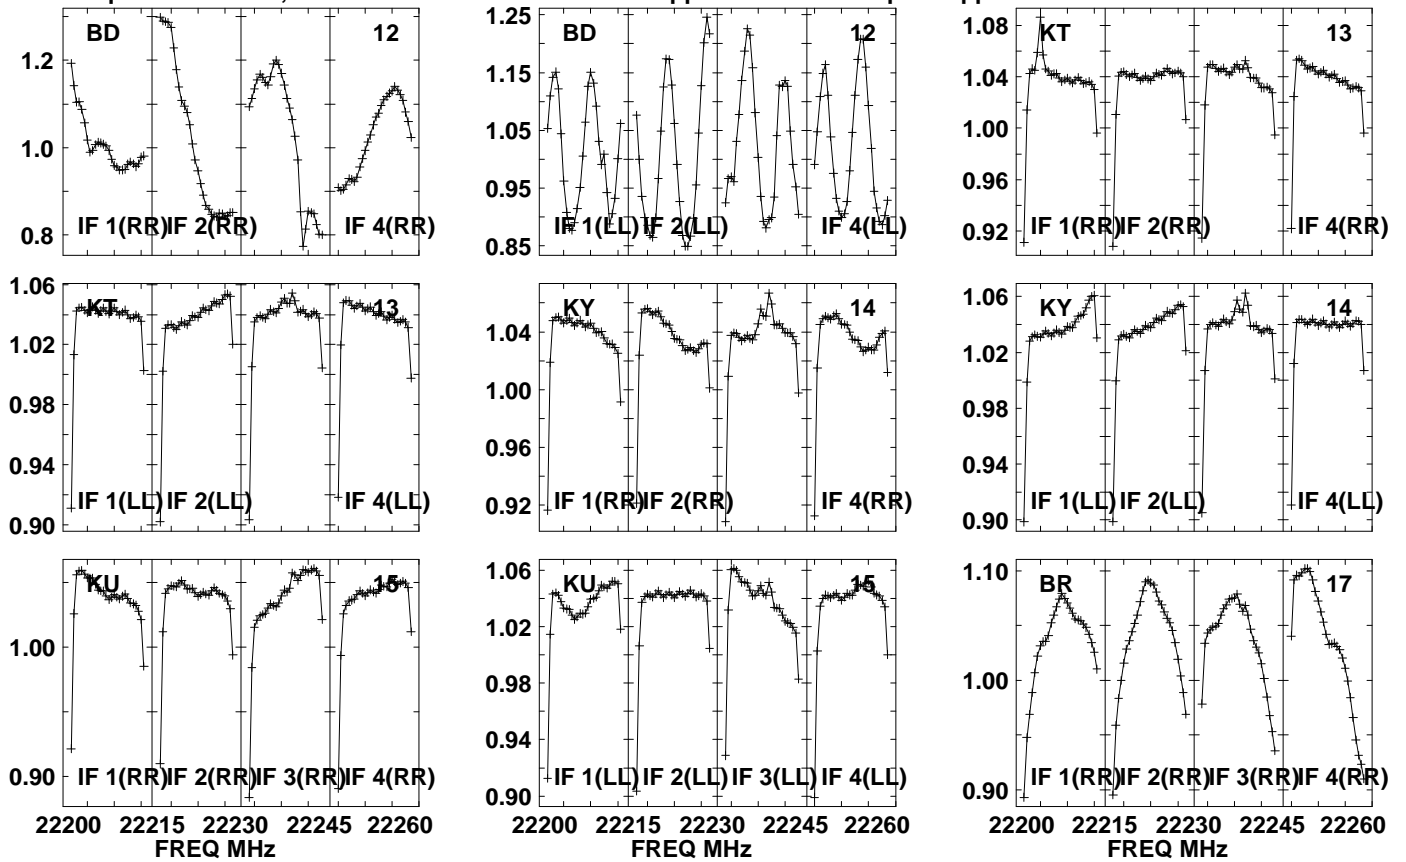 BD 12
1.2
1.0
0.8
IF 1(RR) IF 2(RR) IF 4(RR)
BD 12
1.25
1.15
1.05
0.95
0.85
IF 1(LL) IF 2(LL) IF 4(LL)
KT 13
1.08
1.04
1.00
0.96
0.92
IF 1(RR) IF 2(RR) IF 4(RR)
KT 13
1.06
1.02
0.98
0.94
0.90
IF 1(LL) IF 2(LL) IF 4(LL)
KY 14
1.04
1.00
0.96
0.92
IF 1(RR) IF 2(RR) IF 4(RR)
KY 14
1.06
1.02
0.98
0.94
0.90
IF 1(LL) IF 2(LL) IF 4(LL)
KU 15
1.00
0.90
IF 1(RR) IF 2(RR) IF 3(RR) IF 4(RR)
22200 22215 22230 22245 22260
FREQ MHz
KU 15
1.06
1.02
0.98
0.94
0.90
IF 1(LL) IF 2(LL) IF 3(LL) IF 4(LL)
22200 22215 22230 22245 22260
FREQ MHz
BR 17
1.10
1.00
0.90
IF 1(RR) IF 2(RR) IF 3(RR) IF 4(RR)
22200 22215 22230 22245 22260
FREQ MHz